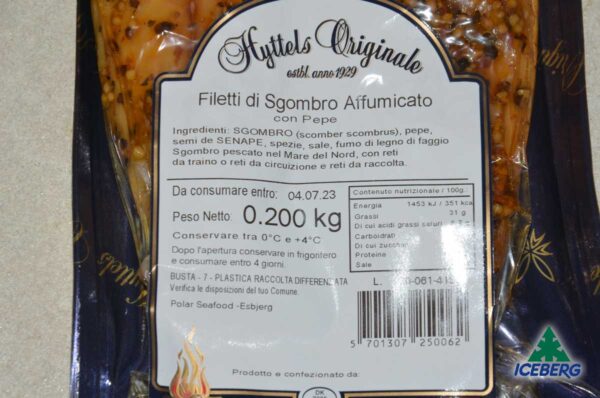 Hyttels Originale
estbl. anno 1929
Filetti di Sgombro Affumicato
con Pepe
Ingredienti: SGOMBRO (scomber scombrus), pepe,
semi de SENAPE, spezie, sale, fumo di legno di faggio
Sgombro pescato nel Mare del Nord, con reti
da traino o reti da circuizione e reti da raccolta.
Da consumare entro: 04.07.23
Peso Netto: 0.200 kg
Conservare tra 0°C e +4°C
Dopo l'apertura conservare in frigorifero
e consumare entro 4 giorni.
BUSTA - 7 - PLASTICA RACCOLTA DIFFERENZIATA
Verifica le disposizioni del tuo Comune.
Polar Seafood -Esbjerg
Contenuto nutrizionale / 100g.
Energia 1453 kJ / 351 kca
Grassi 31 g
Di cui acidi grassi saturi
Carboidrati
Di cui zuccher
Proteine
Sale
L.
5 701307 250062
Prodotto e confezionato da:
DK
ICEBERG